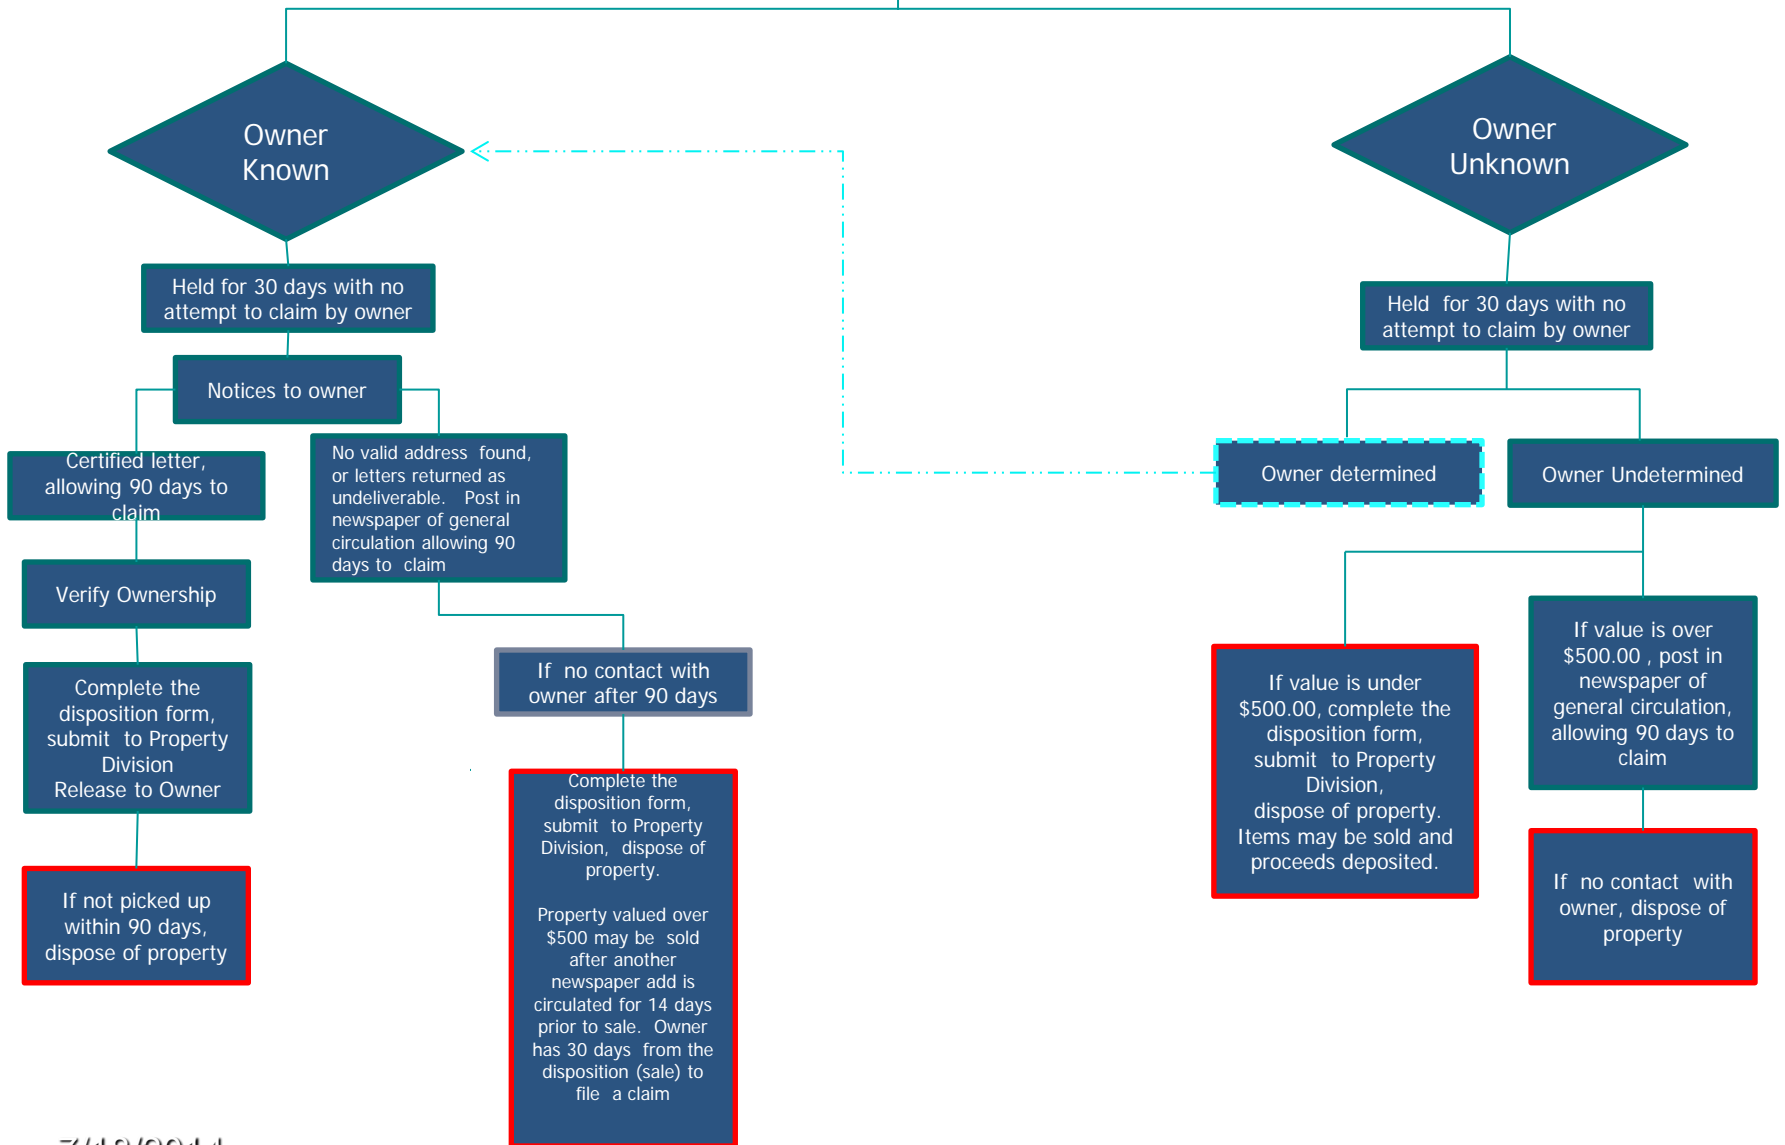 Owner
Known
Owner
Unknown
Held for 30 days with no
attempt to claim by owner
Held for 30 days with no
attempt to claim by owner
Notices to owner
Certified letter,
allowing 90 days to
claim
No valid address found,
or letters returned as
undeliverable. Post in
newspaper of general
circulation allowing 90
days to claim
Owner determined
Owner Undetermined
Verify Ownership
Complete the
disposition form,
submit to Property
Division
Release to Owner
If no contact with
owner after 90 days
If value is under
$500.00, complete the
disposition form,
submit to Property
Division,
dispose of property.
Items may be sold and
proceeds deposited.
If value is over
$500.00 , post in
newspaper of
general circulation,
allowing 90 days to
claim
If not picked up
within 90 days,
dispose of property
Complete the
disposition form,
submit to Property
Division, dispose of
property.
Property valued over
$500 may be sold
after another
newspaper add is
circulated for 14 days
prior to sale. Owner
has 30 days from the
disposition (sale) to
file a claim
If no contact with
owner, dispose of
property